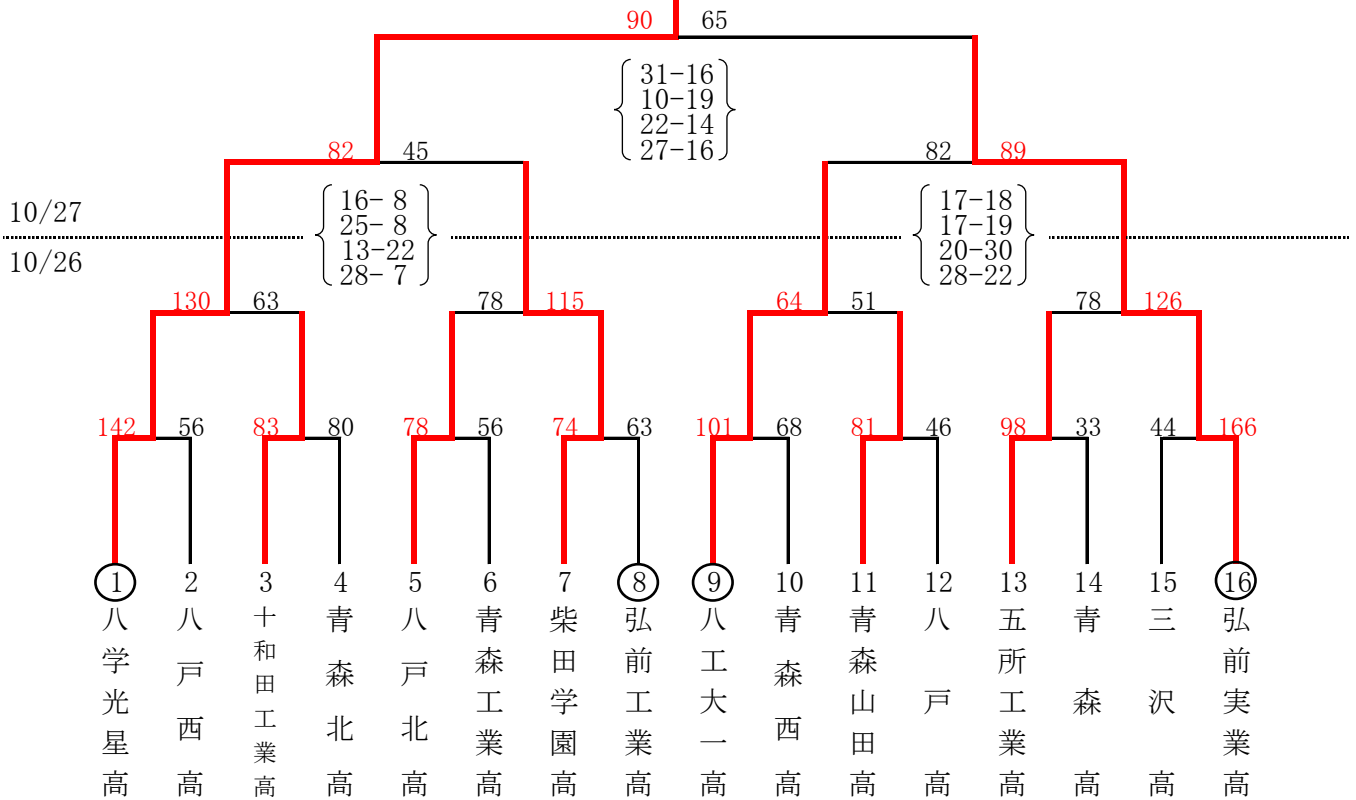 90 65
31-16
10-19
22-14
27-16
82 45 82 89
16- 8
25- 8
13-22
28- 7
17-18
17-19
20-30
28-22
10/27
10/26
130 63 78 115 64 51 78 126
142 56 83 80 78 56 74 63 101 68 81 46 98 33 44 166
1 2 3 4 5 6 7 8 9 10 11 12 13 14 15 16
八学光星高
八戸西高
十和田工業高
青森北高
八戸北高
青森工業高
柴田学園高
弘前工業高
八工大一高
青森西高
青森山田高
八戸高
五所工業高
青森高
三沢高
弘前実業高